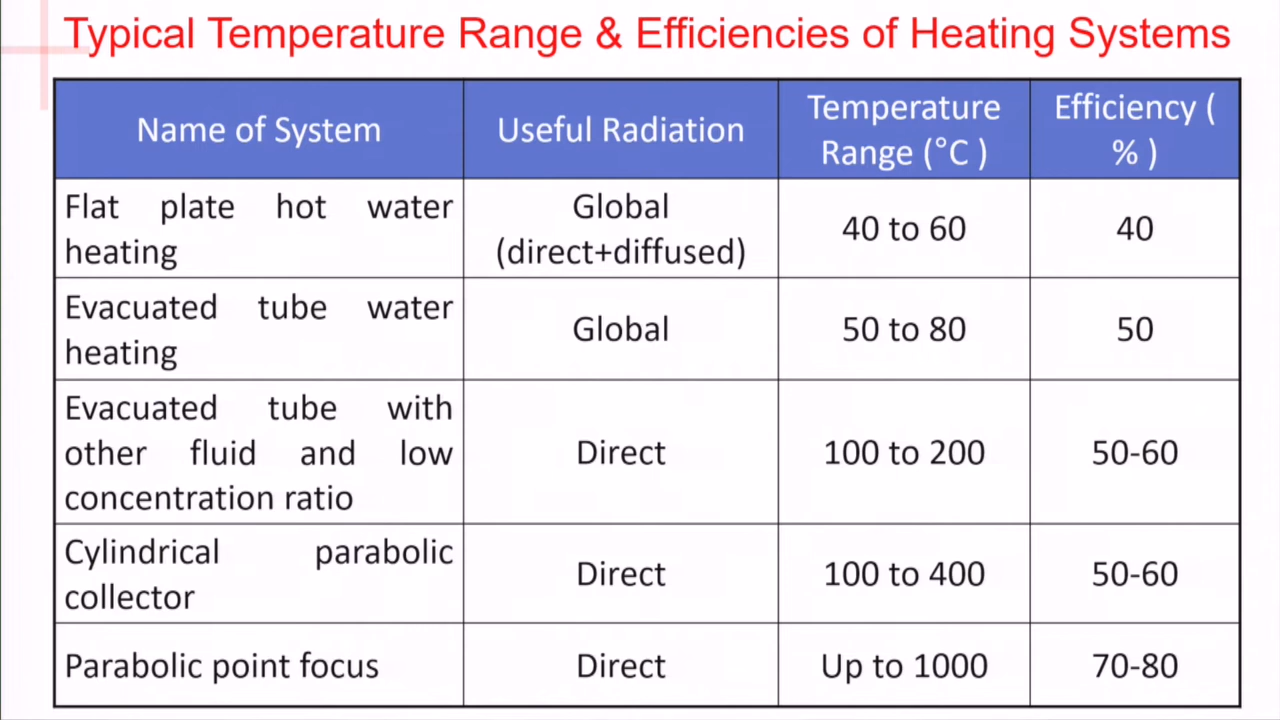 Typical Temperature Range & Efficiencies of Heating Systems
Name of System
Useful Radiation
Temperature
Range (°C )
Efficiency (
% )
Flat plate hot water
heating
Global
(direct+diffused)
40 to 60
40
Evacuated tube water
heating
Global
50 to 80
50
Evacuated tube with
other fluid and low
concentration ratio
Direct
100 to 200
50-60
Cylindrical parabolic
collector
Direct
100 to 400
50-60
Parabolic point focus
Direct
Up to 1000
70-80